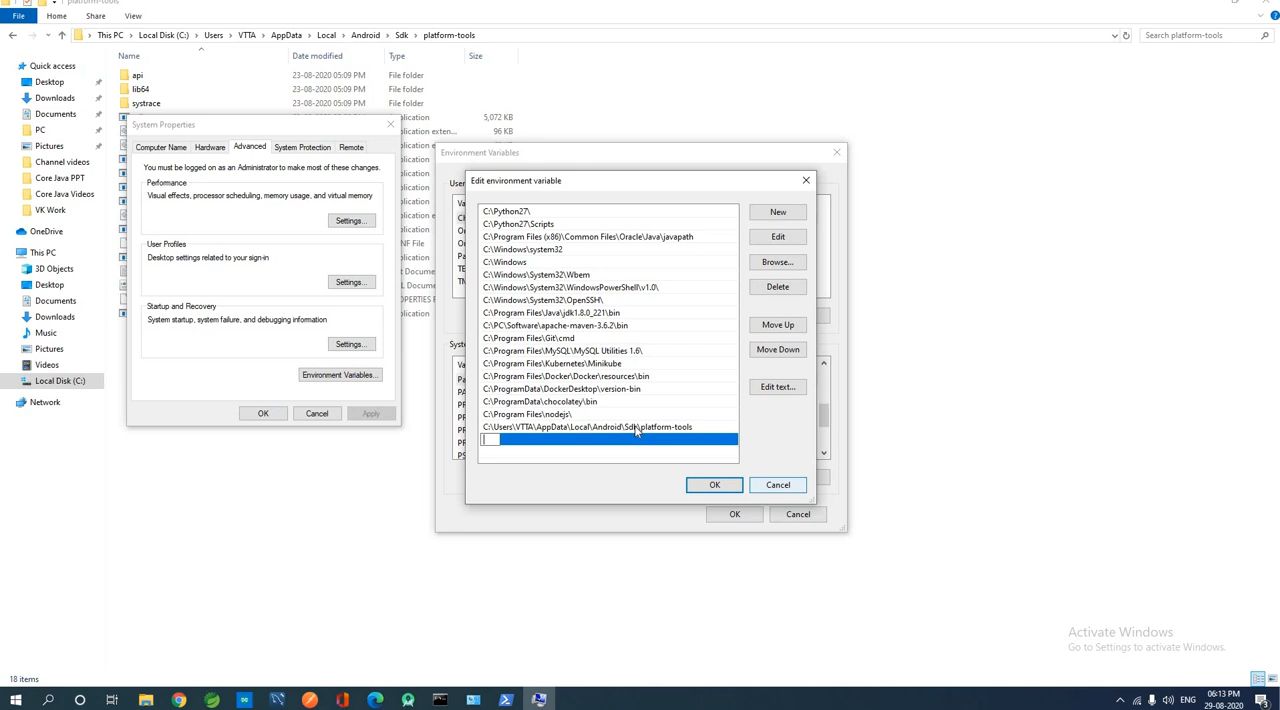 platform-tools
File Home Share View
This PC Local Disk (C:) Users VTTA AppData Local Android Sdk platform-tools
Search platform-tools
Name Date modified Type Size
Quick access
Desktop
Downloads
Documents
PC
Pictures
Channel videos
Core Java PPT
Core Java Videos
VK Work
OneDrive
This PC
3D Objects
Desktop
Documents
Downloads
Music
Pictures
Videos
Local Disk (C:)
Network
api 23-08-2020 05:09 PM File folder
lib64 23-08-2020 05:09 PM File folder
systrace 23-08-2020 05:09 PM File folder
plication 5,072 KB
plication exten... 96 KB
System Properties
Computer Name Hardware Advanced System Protection Remote
You must be logged on as an Administrator to make most of these changes.
Performance
Visual effects, processor scheduling, memory usage, and virtual memory
Settings...
User Profiles
Desktop settings related to your sign-in
Settings...
Startup and Recovery
System startup, system failure, and debugging information
Settings...
Environment Variables...
OK Cancel Apply
Environment Variables
Edit environment variable
C:\Python27\
C:\Python27\Scripts
C:\Program Files (x86)\Common Files\Oracle\Java\javapath
C:\Windows\system32
C:\Windows
C:\Windows\System32\Wbem
C:\Windows\System32\WindowsPowerShell\v1.0\
C:\Windows\System32\OpenSSH\
C:\Program Files\Java\jdk1.8.0_221\bin
C:\PC\Software\apache-maven-3.6.2\bin
C:\Program Files\Git\cmd
C:\Program Files\MySQL\MySQL Utilities 1.6\
C:\Program Files\Kubernetes\Minikube
C:\Program Files\Docker\Docker\resources\bin
C:\ProgramData\DockerDesktop\version-bin
C:\ProgramData\chocolatey\bin
C:\Program Files\nodejs\
C:\Users\VTTA\AppData\Local\Android\Sdk\platform-tools
New
Edit
Browse...
Delete
Move Up
Move Down
Edit text...
OK Cancel
OK Cancel
Activate Windows
Go to Settings to activate Windows.
18 items
ENG
06:13 PM
29-08-2020
3